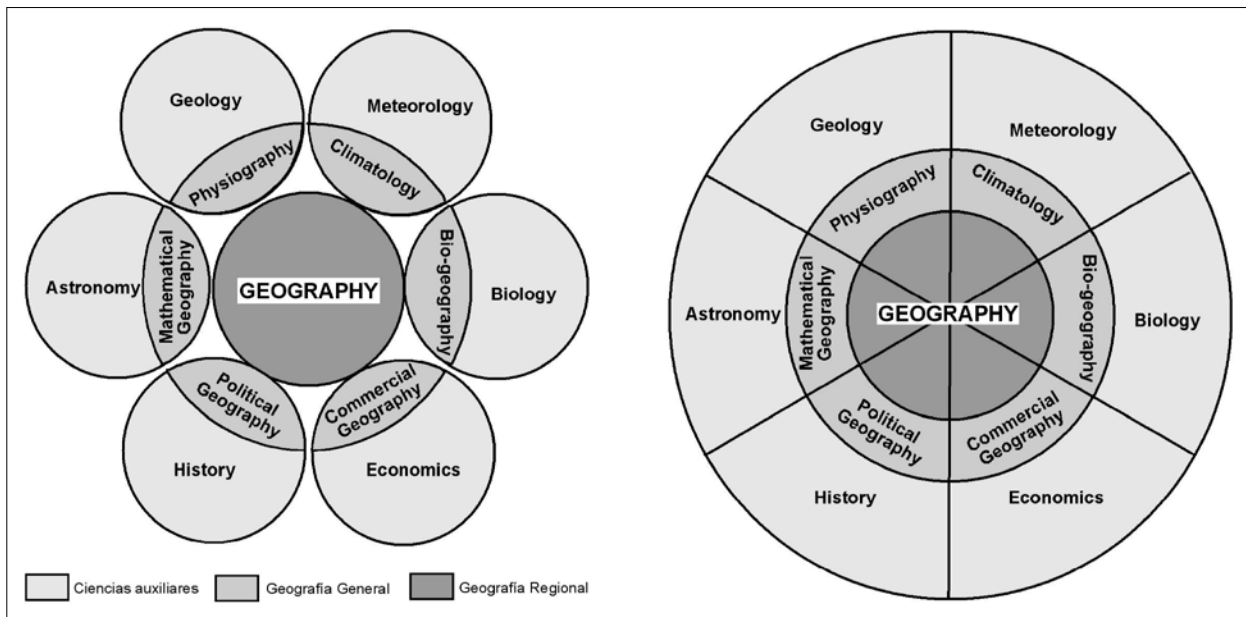 Geology
Meteorology
Physiography
Climatology
Astronomy
Mathematical
Geography
GEOGRAPHY
Bio-geography
Biology
Political
Geography
Commercial
Geography
History
Economics
Ciencias auxiliares
Geografía General
Geografía Regional
Geology
Meteorology
Physiography
Climatology
Astronomy
Mathematical
Geography
GEOGRAPHY
Bio-geography
Biology
Political
Geography
Commercial
Geography
History
Economics